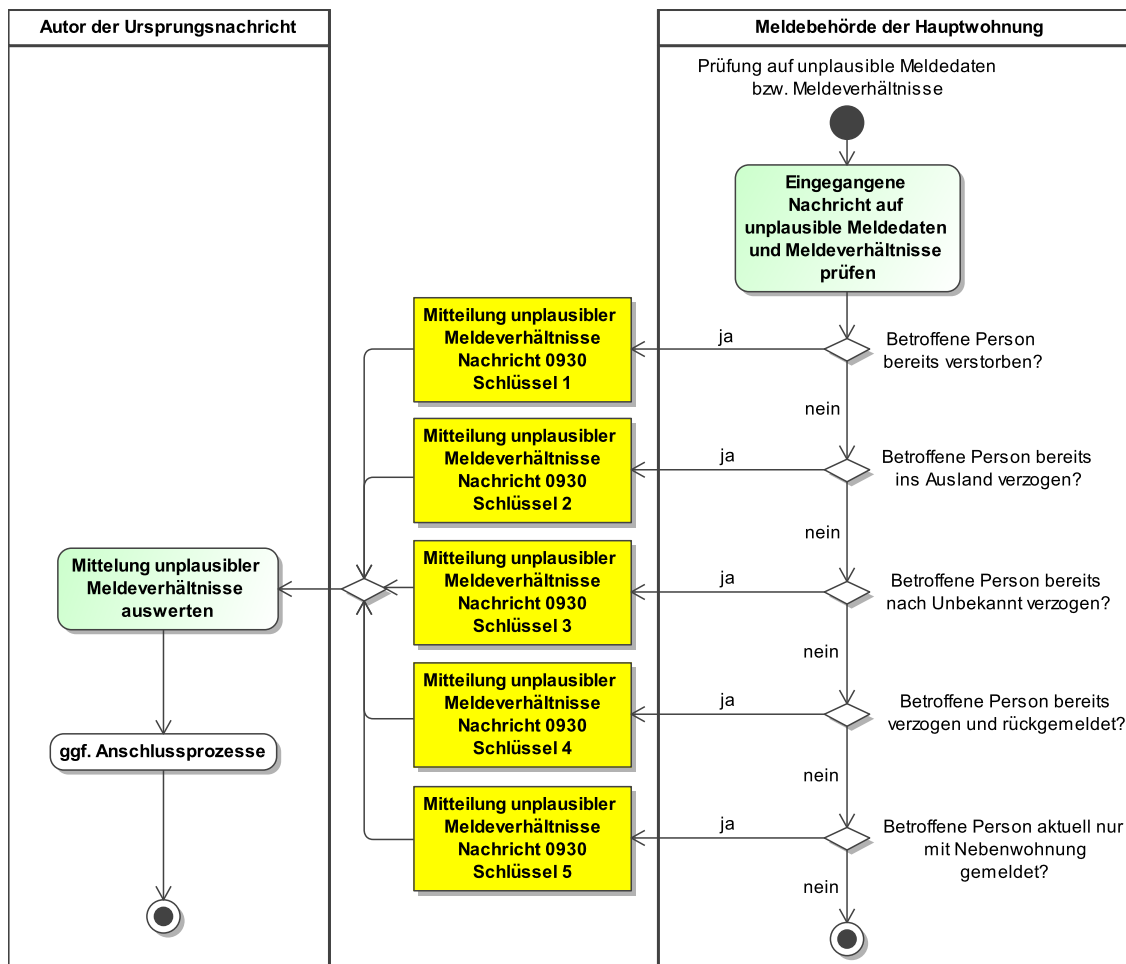 Autor der Ursprungsnachricht
Meldebehörde der Hauptwohnung
Prüfung auf unplausible Meldedaten
bzw. Meldeverhältnisse
Eingegangene
Nachricht auf
unplausible Meldedaten
und Meldeverhältnisse
prüfen
Mitteilung unplausibler
Meldeverhältnisse
Nachricht 0930
Schlüssel 1
ja
Betroffene Person
bereits verstorben?
nein
Mitteilung unplausibler
Meldeverhältnisse
Nachricht 0930
Schlüssel 2
ja
Betroffene Person bereits
ins Ausland verzogen?
nein
Mittelung unplausibler
Meldeverhältnisse
auswerten
Mitteilung unplausibler
Meldeverhältnisse
Nachricht 0930
Schlüssel 3
ja
Betroffene Person bereits
nach Unbekannt verzogen?
nein
Mitteilung unplausibler
Meldeverhältnisse
Nachricht 0930
Schlüssel 4
ja
Betroffene Person bereits
verzogen und rückgemeldet?
ggf. Anschlussprozesse
nein
Mitteilung unplausibler
Meldeverhältnisse
Nachricht 0930
Schlüssel 5
ja
Betroffene Person aktuell nur
mit Nebenwohnung
gemeldet?
nein